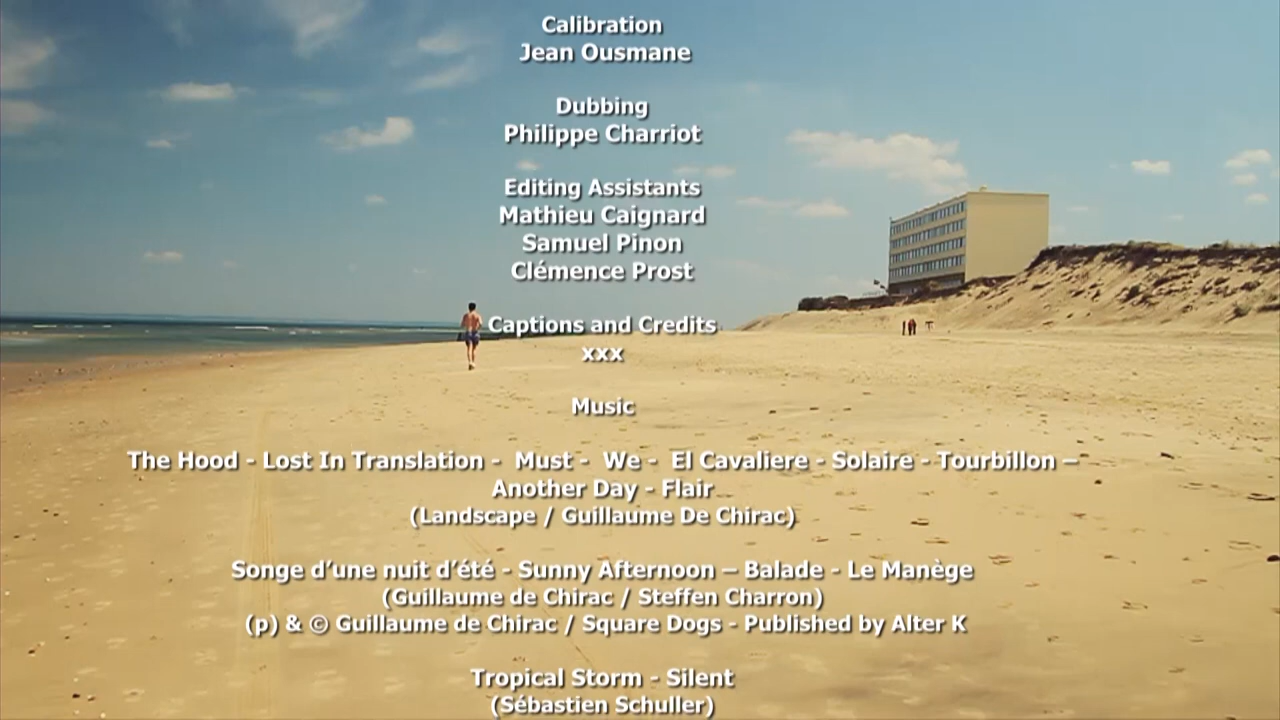 Calibration
Jean Ousmane
Dubbing
Philippe Charriot
Editing Assistants
Mathieu Caignard
Samuel Pinon
Clémence Prost
Captions and Credits
xxx
Music
The Hood - Lost In Translation - Must - We - El Cavaliere - Solaire - Tourbillon –
Another Day - Flair
(Landscape / Guillaume De Chirac)
Songe d’une nuit d’été - Sunny Afternoon – Balade - Le Manège
(Guillaume de Chirac / Steffen Charron)
(p) & © Guillaume de Chirac / Square Dogs - Published by Alter K
Tropical Storm - Silent
(Sébastien Schuller)